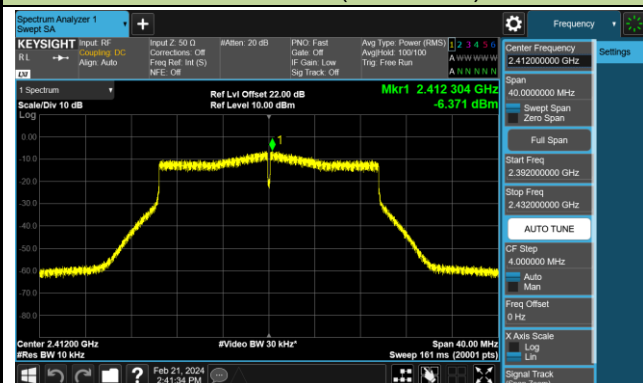 Spectrum Analyzer 1
Swept SA
Frequency
KEYSIGHT
RL
Input: RF
Coupling: DC
Align: Auto
Input Z: 50 Ω
Corrections: Off
Freq Ref: Int (S)
NFE: Off
#Atten: 20 dB
PNO: Fast
Gate: Off
IF Gain: Low
Sig Track: Off
Avg Type: Power (RMS)
Avg|Hold: 100/100
Trig: Free Run
1 2 3 4 5 6
A W W W W W
A N N N N N
1 Spectrum
Scale/Div 10 dB
Log
Ref Lvl Offset 22.00 dB
Ref Level 10.00 dBm
Mkr1 2.412 304 GHz
-6.371 dBm
1
0.00
-10.0
-20.0
-30.0
-40.0
-50.0
-60.0
-70.0
-80.0
Center 2.41200 GHz
#Res BW 10 kHz
#Video BW 30 kHz*
Span 40.00 MHz
Sweep 161 ms (20001 pts)
Feb 21, 2024
2:41:34 PM
Center Frequency
2.412000000 GHz
Settings
Span
40.0000000 MHz
Swept Span
Zero Span
Full Span
Start Freq
2.392000000 GHz
Stop Freq
2.432000000 GHz
AUTO TUNE
CF Step
4.000000 MHz
Auto
Man
Freq Offset
0 Hz
X Axis Scale
Log
Lin
Signal Track